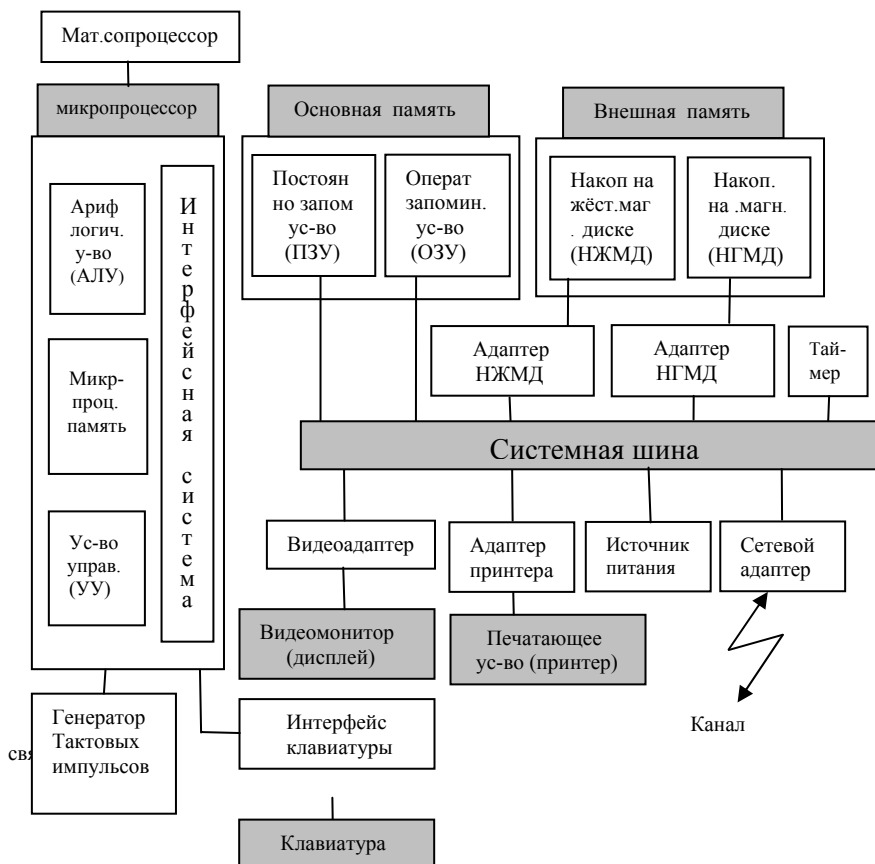 Мат.сопроцессор
микропроцессор
Основная память
Внешная память
Ариф
логич.
у-во
(АЛУ)
Микр-
проц.
память
Ус-во
управ.
(УУ)
Интерфейсная система
Постоян
но запом
ус-во
(ПЗУ)
Операт
запомин.
ус-во
(ОЗУ)
Накоп на
жёст.маг
. диске
(НЖМД)
Накоп.
на .магн.
диске
(НГМД)
Адаптер
НЖМД
Адаптер
НГМД
Тай-
мер
Системная шина
Видеоадаптер
Адаптер
принтера
Источник
питания
Сетевой
адаптер
Видеомонитор
(дисплей)
Печатающее
ус-во (принтер)
Генератор
Тактовых
импульсов
Интерфейс
клавиатуры
Канал
Клавиатура